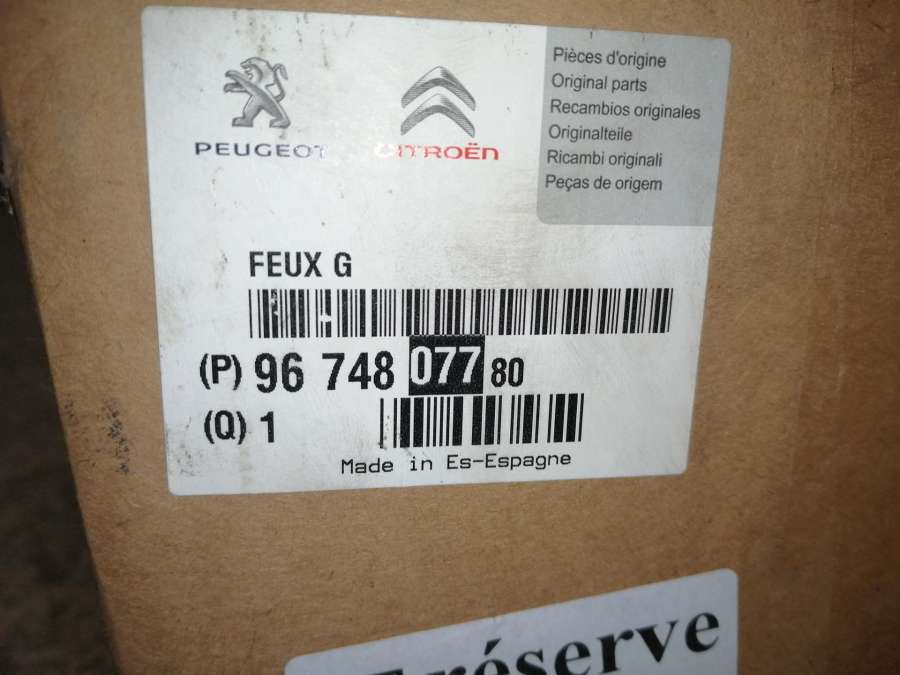 PEUGEOT
CITROËN
Pièces d'origine
Original parts
Recambios originales
Originalteile
Ricambi originali
Peças de origem
FEUX G
(P) 96 748 077 80
(Q) 1
Made in Es-Espagne